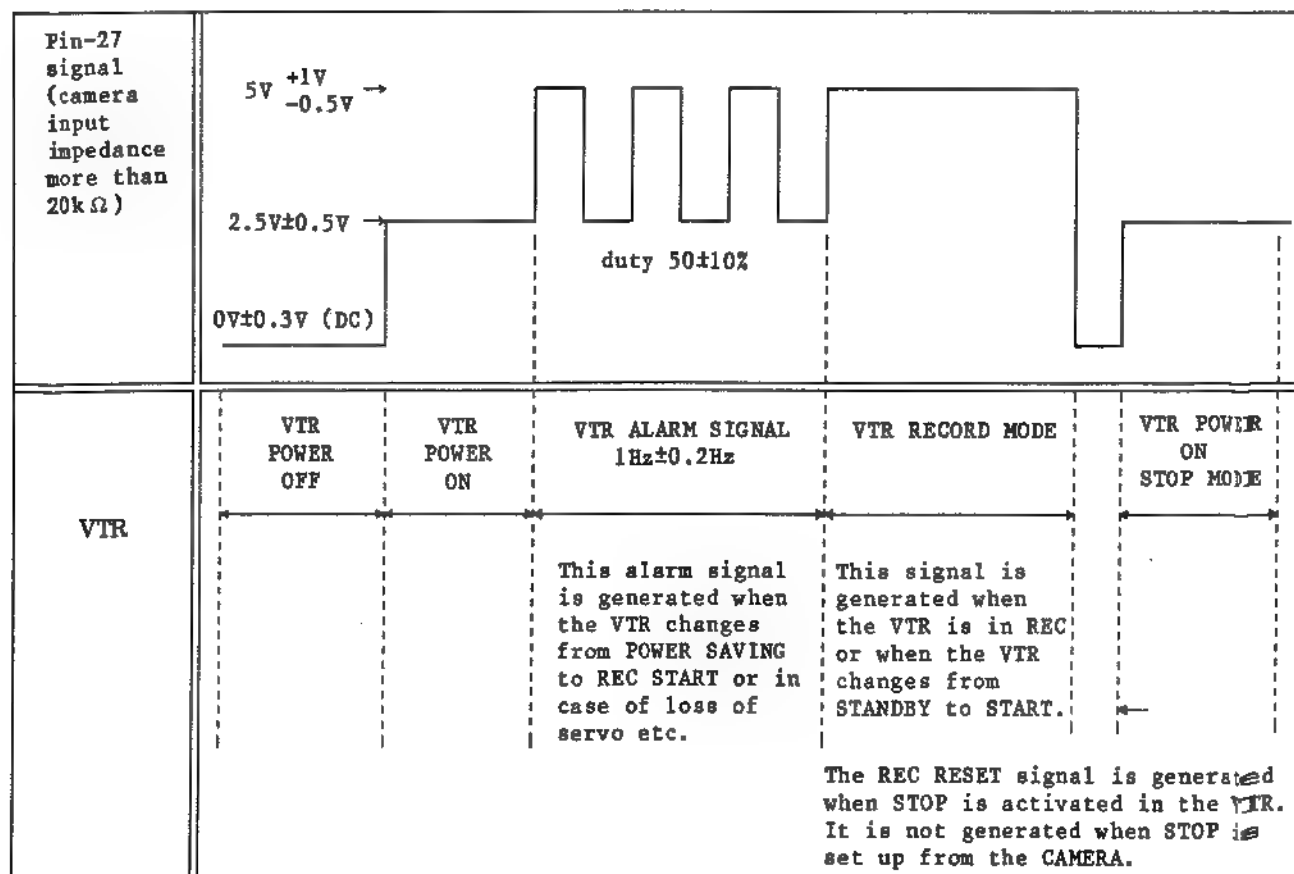 Pin-27
signal
(camera
input
impedance
more than
20kΩ)
5V +1V
-0.5V
2.5V±0.5V
duty 50±10%
0V±0.3V (DC)
VTR
VTR
POWER
OFF
VTR
POWER
ON
VTR ALARM SIGNAL
1Hz±0.2Hz
VTR RECORD MODE
VTR POWER
ON
STOP MODE
This alarm signal
is generated when
the VTR changes
from POWER SAVING
to REC START or in
case of loss of
servo etc.
This signal is
generated when
the VTR is in REC
or when the VTR
changes from
STANDBY to START.
The REC RESET signal is generated
when STOP is activated in the VTR.
It is not generated when STOP is
set up from the CAMERA.